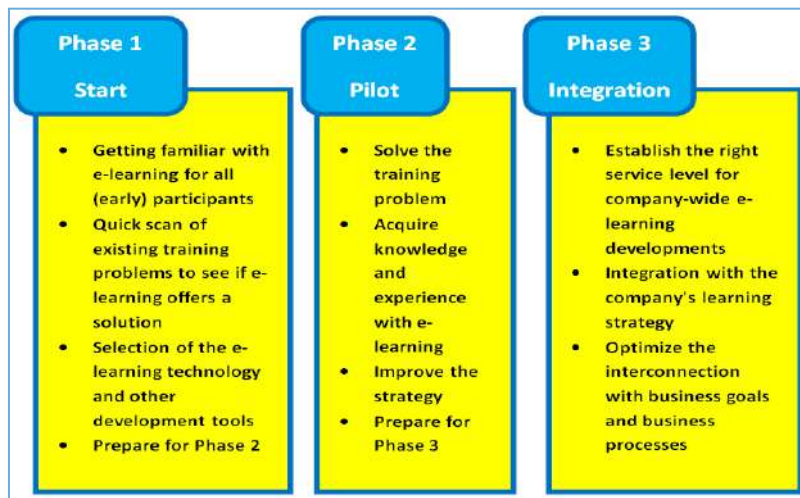 Phase 1
Start
• Getting familiar with
e-learning for all
(early) participants
• Quick scan of
existing training
problems to see if e-
learning offers a
solution
• Selection of the e-
learning technology
and other
development tools
• Prepare for Phase 2
Phase 2
Pilot
• Solve the
training
problem
• Acquire
knowledge
and
experience
with e-
learning
• Improve the
strategy
• Prepare for
Phase 3
Phase 3
Integration
• Establish the right
service level for
company-wide e-
learning
developments
• Integration with the
company's learning
strategy
• Optimize the
interconnection
with business goals
and business
processes